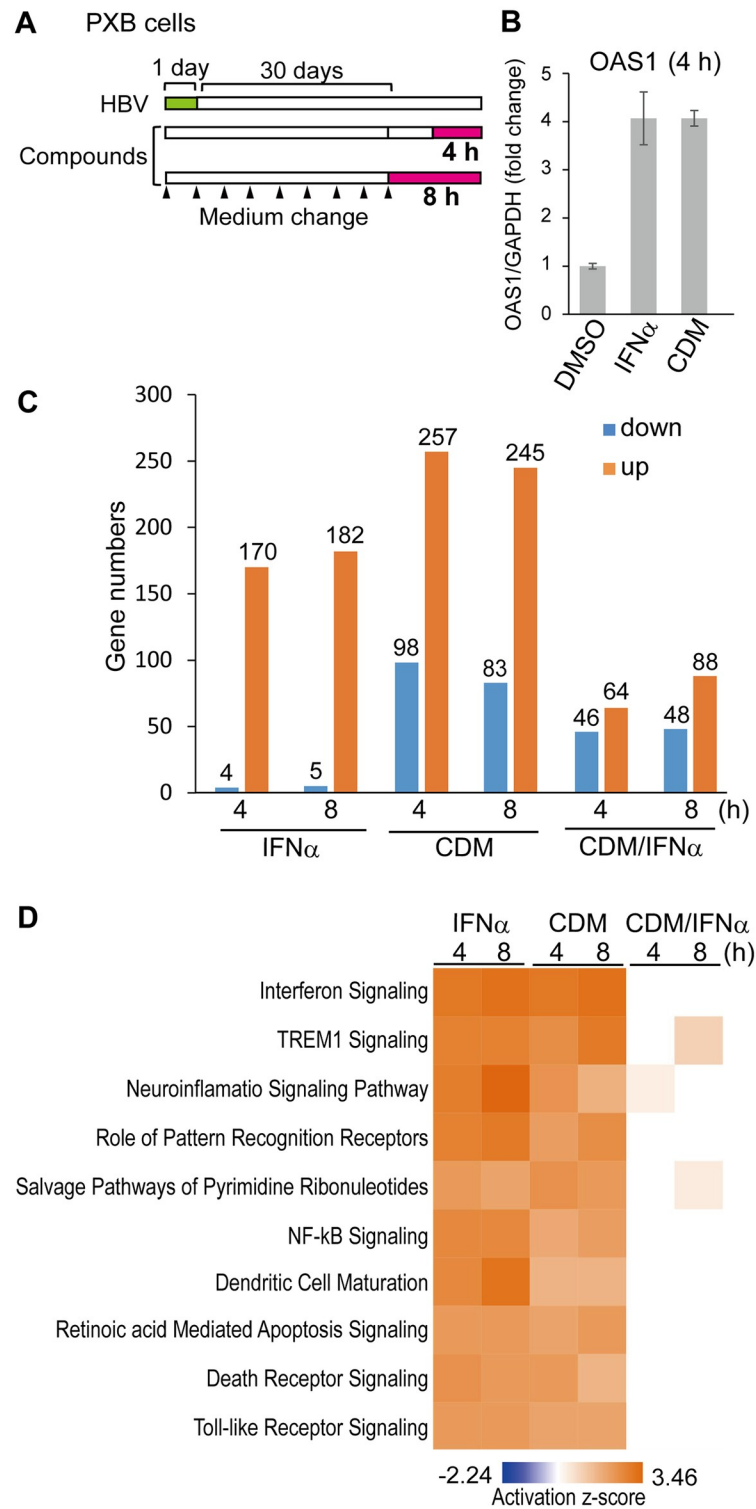 A PXB cells
1 day
30 days
HBV
Compounds
4 h
8 h
Medium change
B
OAS1 (4 h)
OAS1/GAPDH (fold change)
5
4
3
2
1
0
DMSO
IFNα
CDM
C
Gene numbers
300
250
200
150
100
50
0
down
up
4
170
5
182
98
257
83
245
46
64
48
88
4 8 4 8 4 8 (h)
IFNα CDM CDM/IFNα
D
IFNα CDM CDM/IFNα
4 8 4 8 4 8 (h)
Interferon Signaling
TREM1 Signaling
Neuroinflamatio Signaling Pathway
Role of Pattern Recognition Receptors
Salvage Pathways of Pyrimidine Ribonuleotides
NF-kB Signaling
Dendritic Cell Maturation
Retinoic acid Mediated Apoptosis Signaling
Death Receptor Signaling
Toll-like Receptor Signaling
-2.24 3.46
Activation z-score